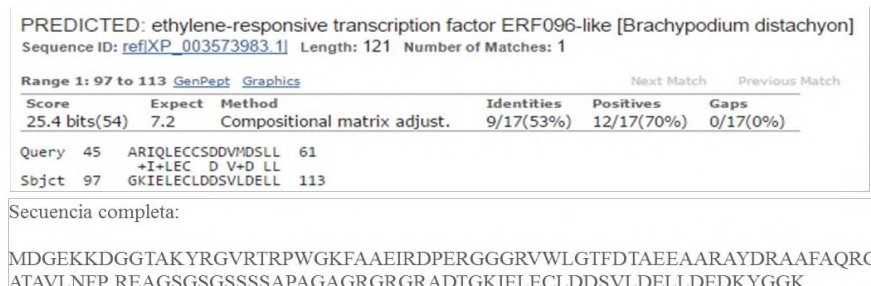 PREDICTED: ethylene-responsive transcription factor ERF096-like [Brachypodium distachyon]
Sequence ID: ref|XP_003573983.1| Length: 121 Number of Matches: 1
Range 1: 97 to 113 GenPept Graphics Next Match Previous Match
Score Expect Method Identities Positives Gaps
25.4 bits(54) 7.2 Compositional matrix adjust. 9/17(53%) 12/17(70%) 0/17(0%)
Query 45 ARIQLECCSDDVMDSLL 61
+I+LEC D V+D LL
Sbjct 97 GKIELECLDDSVLDELL 113
Secuencia completa:
MDGEKKDGGTAKYRGVRTRPWGKFAAEIRDPERGGGRVWLGTFDTAEEAARAYDRAAFAQRG
ATAVLNFP REAGSGSGSSSSAPAGAGRGRGRADTGKIELECLDDSVLDELLDEDKYGGK